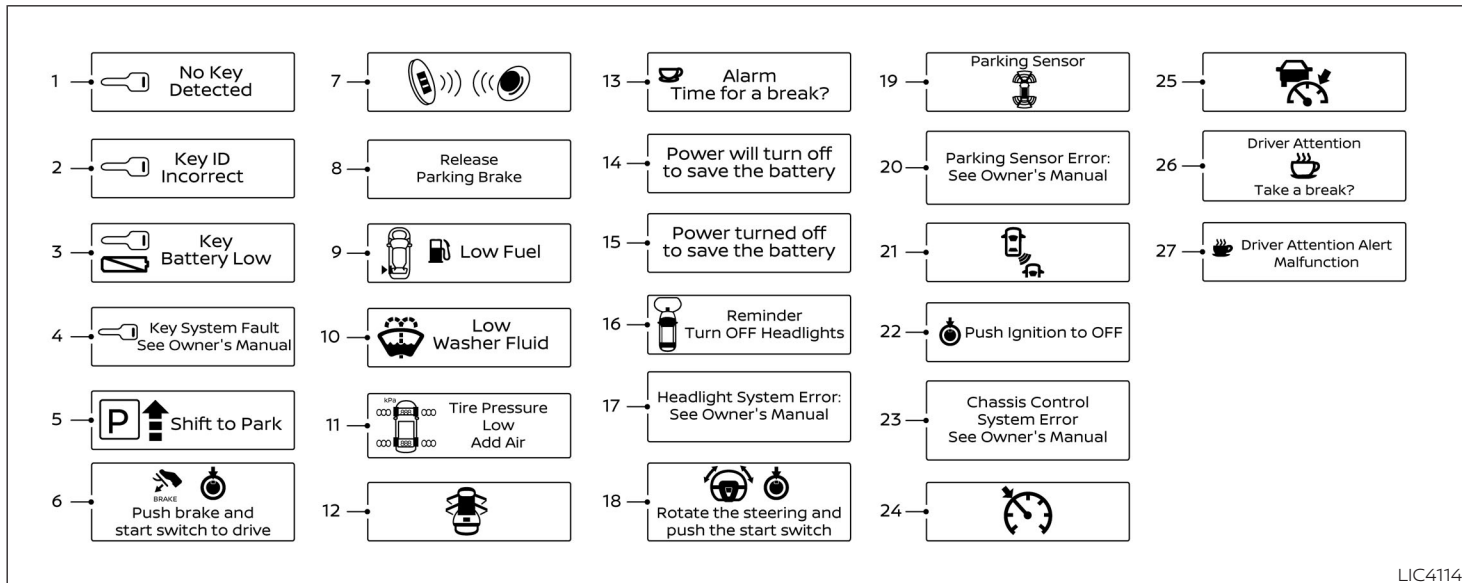 1
No Key
Detected
2
Key ID
Incorrect
3
Key
Battery Low
4
Key System Fault
See Owner's Manual
5
P
Shift to Park
6
BRAKE
Push brake and
start switch to drive
7
8
Release
Parking Brake
9
Low Fuel
10
Low
Washer Fluid
11
kPa
Tire Pressure
Low
Add Air
12
13
Alarm
Time for a break?
14
Power will turn off
to save the battery
15
Power turned off
to save the battery
16
Reminder
Turn OFF Headlights
17
Headlight System Error:
See Owner's Manual
18
Rotate the steering and
push the start switch
19
Parking Sensor
20
Parking Sensor Error:
See Owner's Manual
21
22
Push Ignition to OFF
23
Chassis Control
System Error
See Owner's Manual
24
25
26
Driver Attention
Take a break?
27
Driver Attention Alert
Malfunction
LIC4114